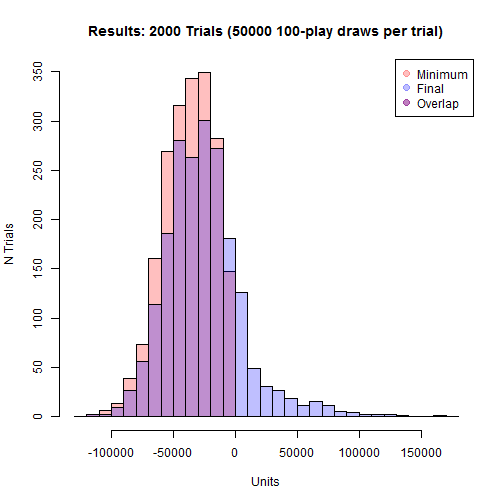 Results: 2000 Trials (50000 100-play draws per trial)
Minimum
Final
Overlap
350
300
250
200
150
100
50
0
N Trials
-100000
-50000
0
50000
100000
150000
Units